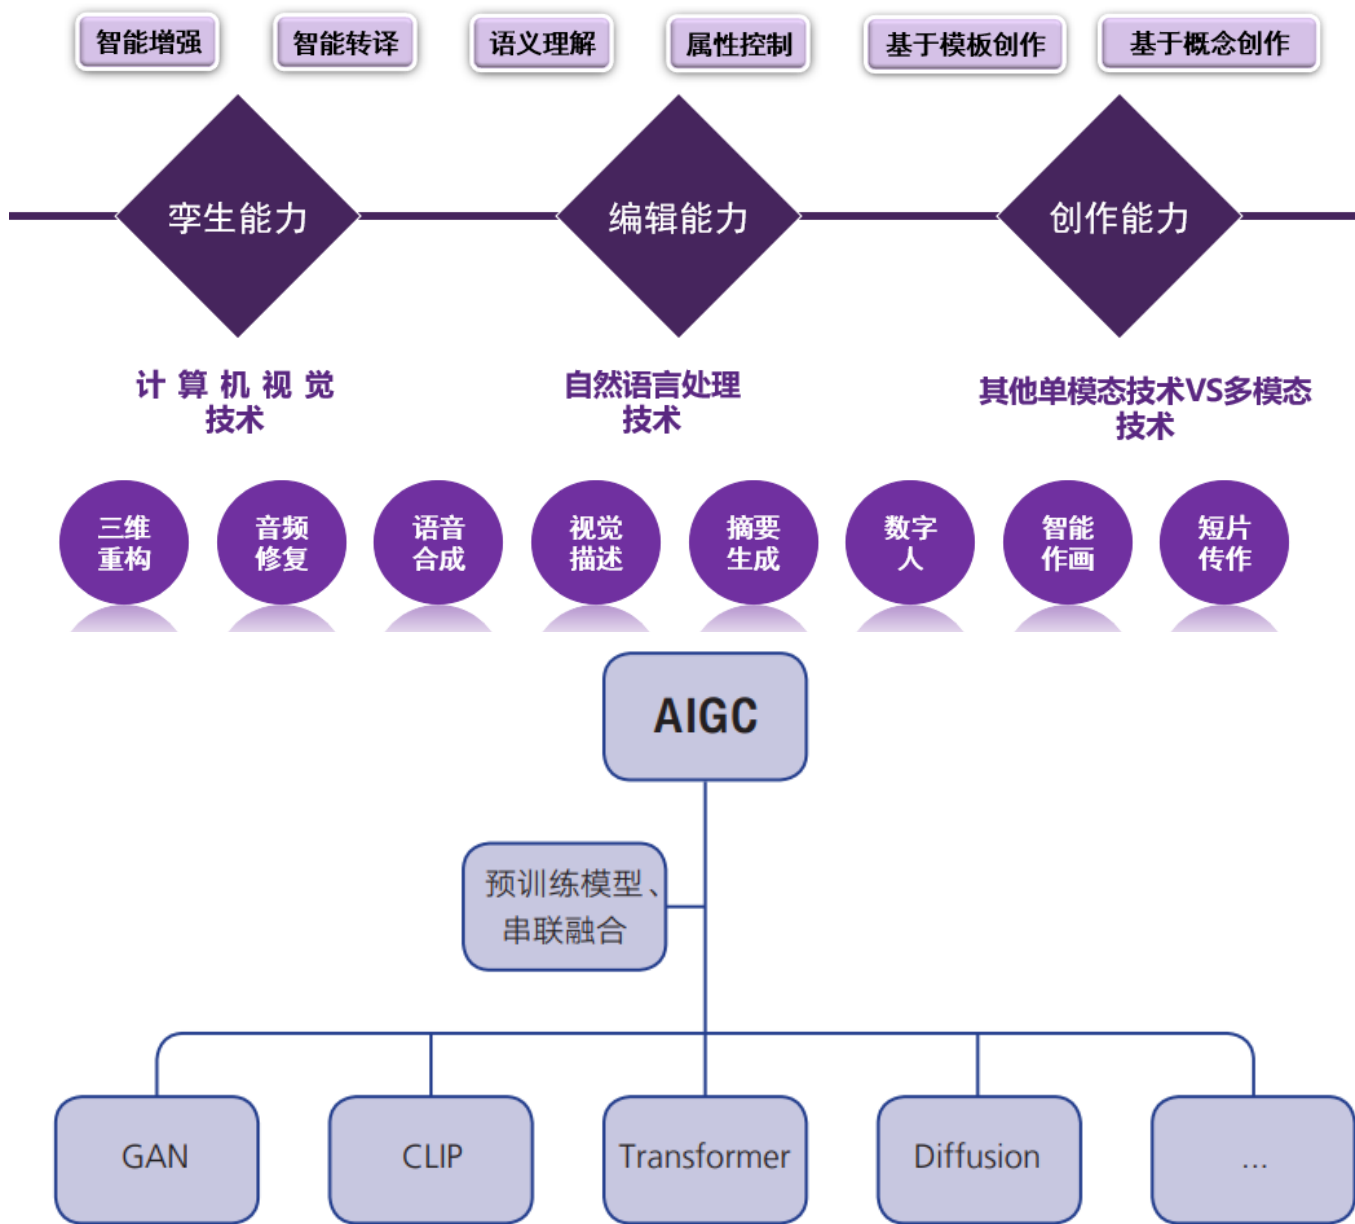 智能增强
智能转译
语义理解
属性控制
基于模板创作
基于概念创作
孪生能力
编辑能力
创作能力
计算机视觉
技术
自然语言处理
技术
其他单模态技术VS多模态
技术
三维
重构
音频
修复
语音
合成
视觉
描述
摘要
生成
数字
人
智能
作画
短片
传作
AIGC
预训练模型、
串联融合
GAN
CLIP
Transformer
Diffusion
...